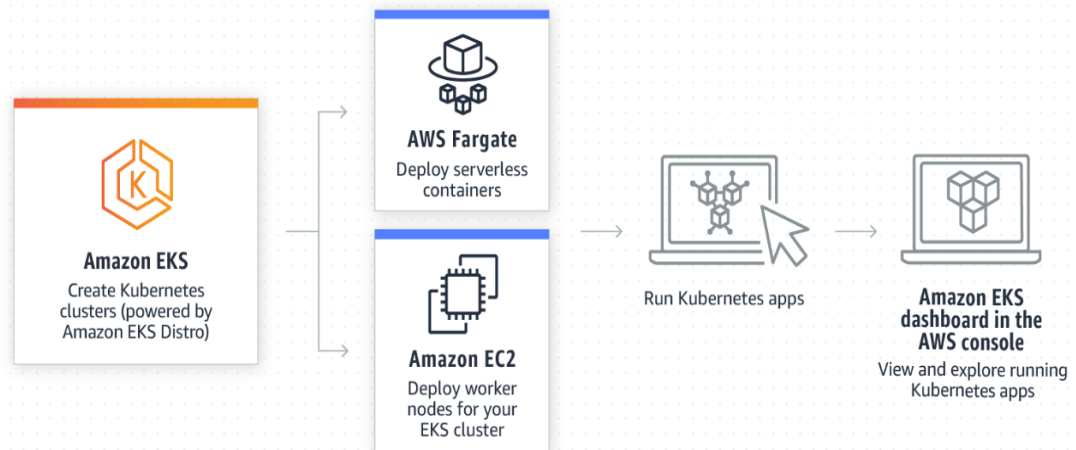 AWS Fargate
Deploy serverless
containers
K
Amazon EKS
Create Kubernetes
clusters (powered by
Amazon EKS Distro)
Amazon EC2
Deploy worker
nodes for your
EKS cluster
Run Kubernetes apps
Amazon EKS
dashboard in the
AWS console
View and explore running
Kubernetes apps